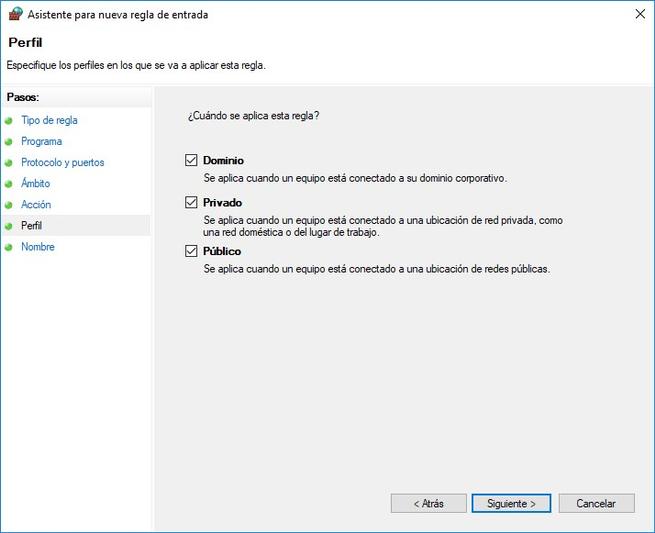 Asistente para nueva regla de entrada
Perfil
Especifique los perfiles en los que se va a aplicar esta regla.
Pasos:
Tipo de regla
Programa
Protocolo y puertos
Ámbito
Acción
Perfil
Nombre
¿Cuándo se aplica esta regla?
Dominio
Se aplica cuando un equipo está conectado a su dominio corporativo.
Privado
Se aplica cuando un equipo está conectado a una ubicación de red privada, como
una red doméstica o del lugar de trabajo.
Público
Se aplica cuando un equipo está conectado a una ubicación de redes públicas.
< Atrás
Siguiente >
Cancelar